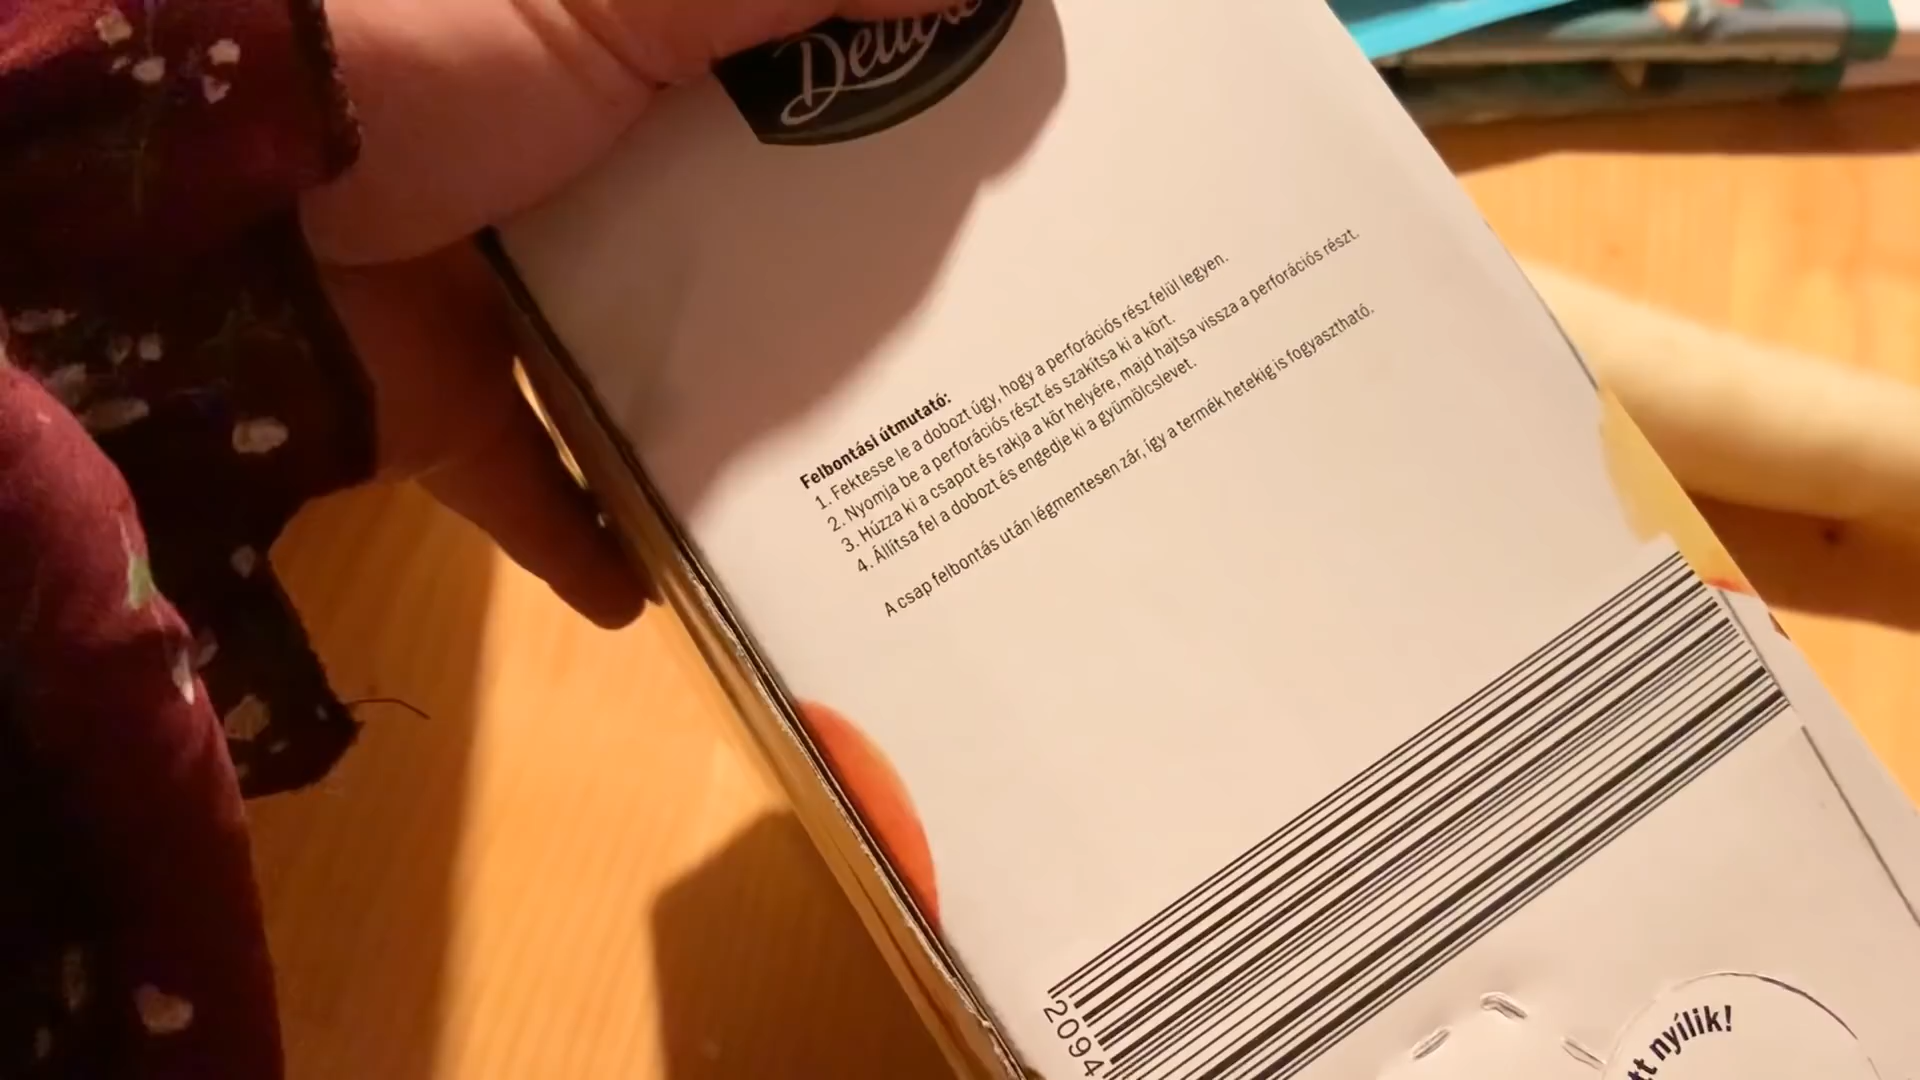 Felbontási útmutató:
1. Fektesse le a dobozt úgy, hogy a perforációs rész felül legyen.
2. Nyomja be a perforációs részt és szakítsa ki a kört.
3. Húzza ki a csapot és rakja a kör helyére, majd hajtsa vissza a perforációs részt.
4. Állítsa fel a dobozt és engedje ki a gyümölcslevet.
A csap felbontás után légmentesen zár, így a termék hetekig is fogyasztható.
2094
nyílik!